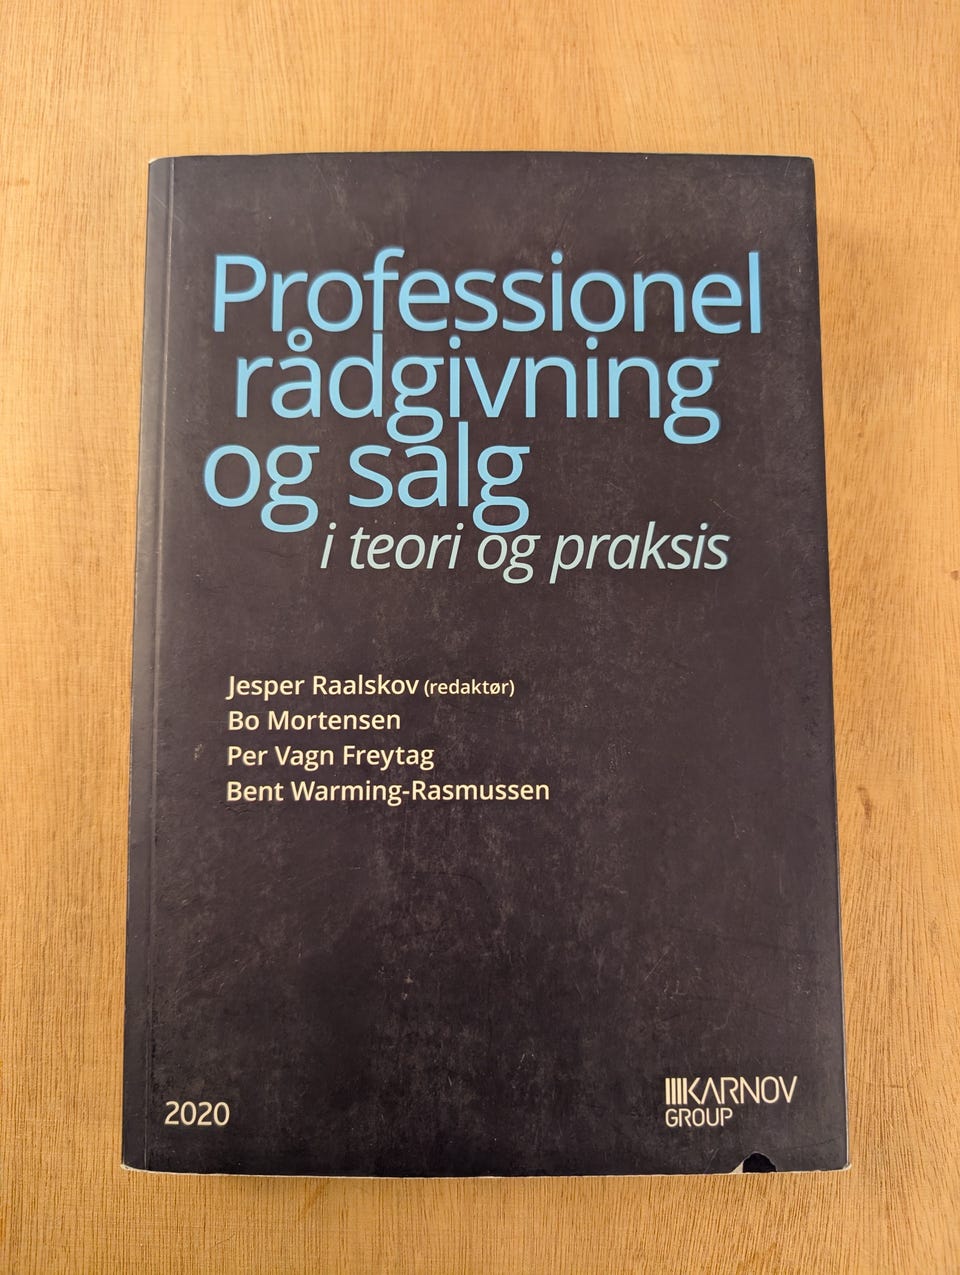 Professionel
rådgivning
og salg
i teori og praksis
Jesper Raalskov (redaktør)
Bo Mortensen
Per Vagn Freytag
Bent Warming-Rasmussen
2020
KARNOV
GROUP